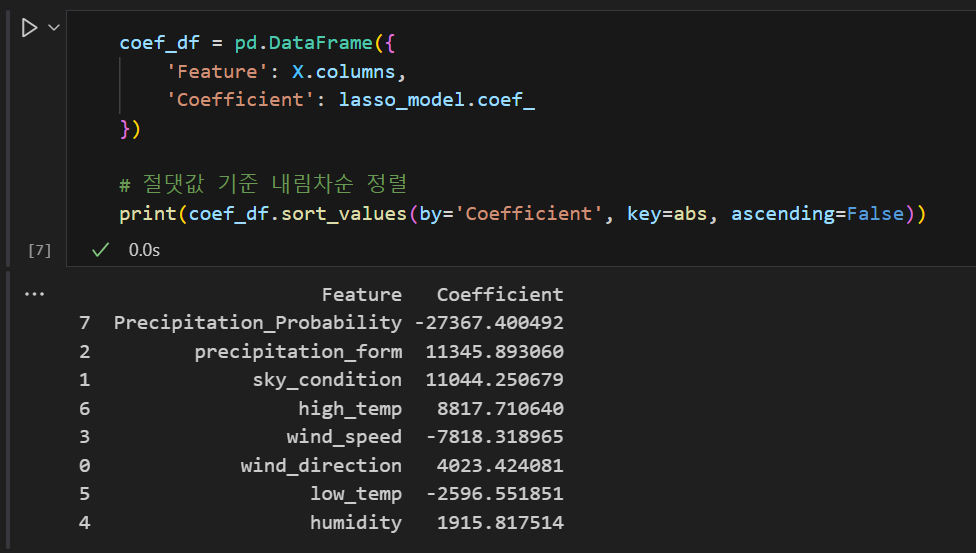 coef_df = pd.DataFrame({
    'Feature': X.columns,
    'Coefficient': lasso_model.coef_
})
# 절댓값 기준 내림차순 정렬
print(coef_df.sort_values(by='Coefficient', key=abs, ascending=False))
[7] 0.0s
Feature Coefficient
7 Precipitation_Probability -27367.400492
2 precipitation_form 11345.893060
1 sky_condition 11044.250679
6 high_temp 8817.710640
3 wind_speed -7818.318965
0 wind_direction 4023.424081
5 low_temp -2596.551851
4 humidity 1915.817514